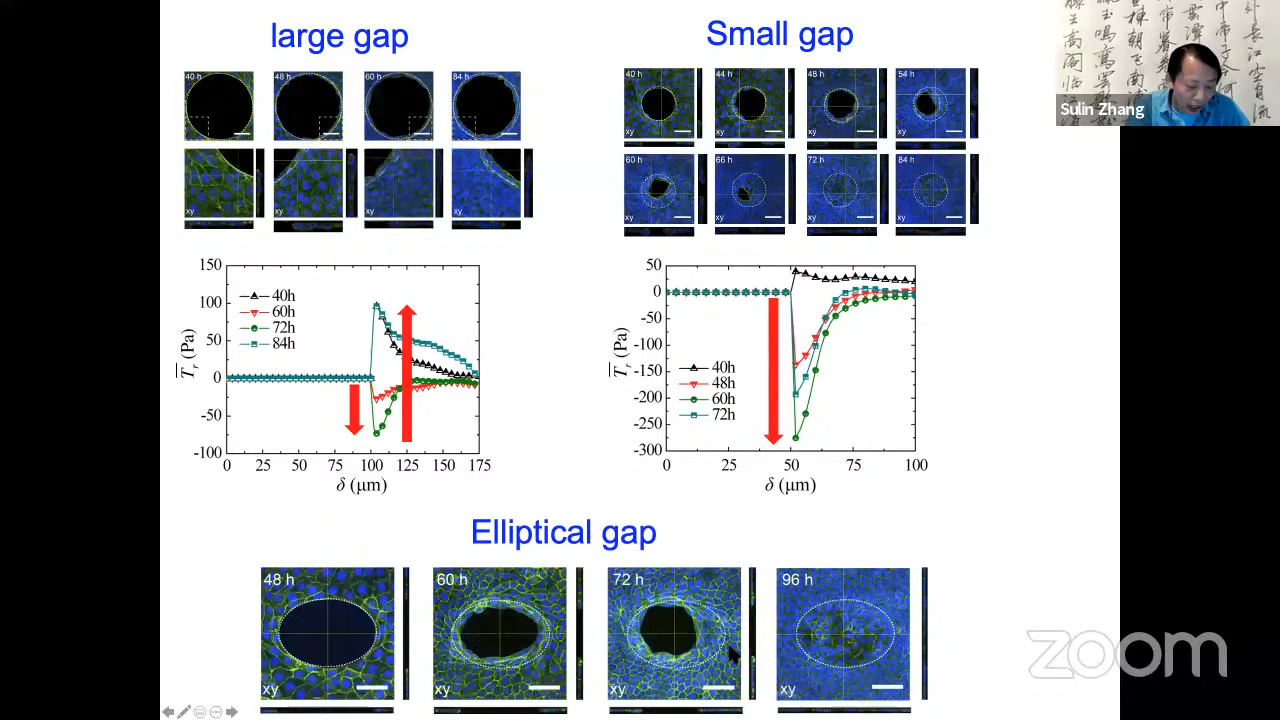 large gap
Small gap
40 h
48 h
60 h
84 h
xy
xy
xy
xy
40 h
44 h
48 h
54 h
xy
xy
xy
xy
60 h
66 h
72 h
84 h
xy
xy
xy
xy
150
100
50
0
-50
-100
0
25
50
75
100
125
150
175
T̅r (Pa)
δ (μm)
40h
60h
72h
84h
50
0
-50
-100
-150
-200
-250
-300
0
25
50
75
100
T̅r (Pa)
δ (μm)
40h
48h
60h
72h
Elliptical gap
48 h
60 h
72 h
96 h
xy
xy
xy
xy
Sulin Zhang
zoom